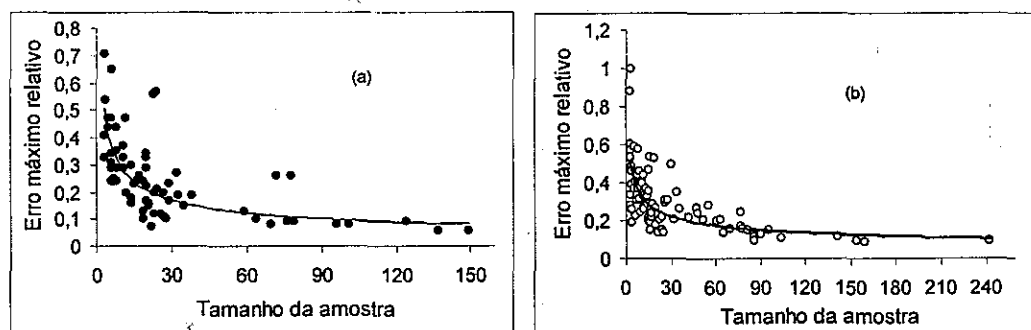 Erro máximo relativo
0,8
0,7
0,6
0,5
0,4
0,3
0,2
0,1
0
(a)
0 30 60 90 120 150
Tamanho da amostra
Erro máximo relativo
1,2
1
0,8
0,6
0,4
0,2
0
(b)
0 30 60 90 120 150 180 210 240
Tamanho da amostra